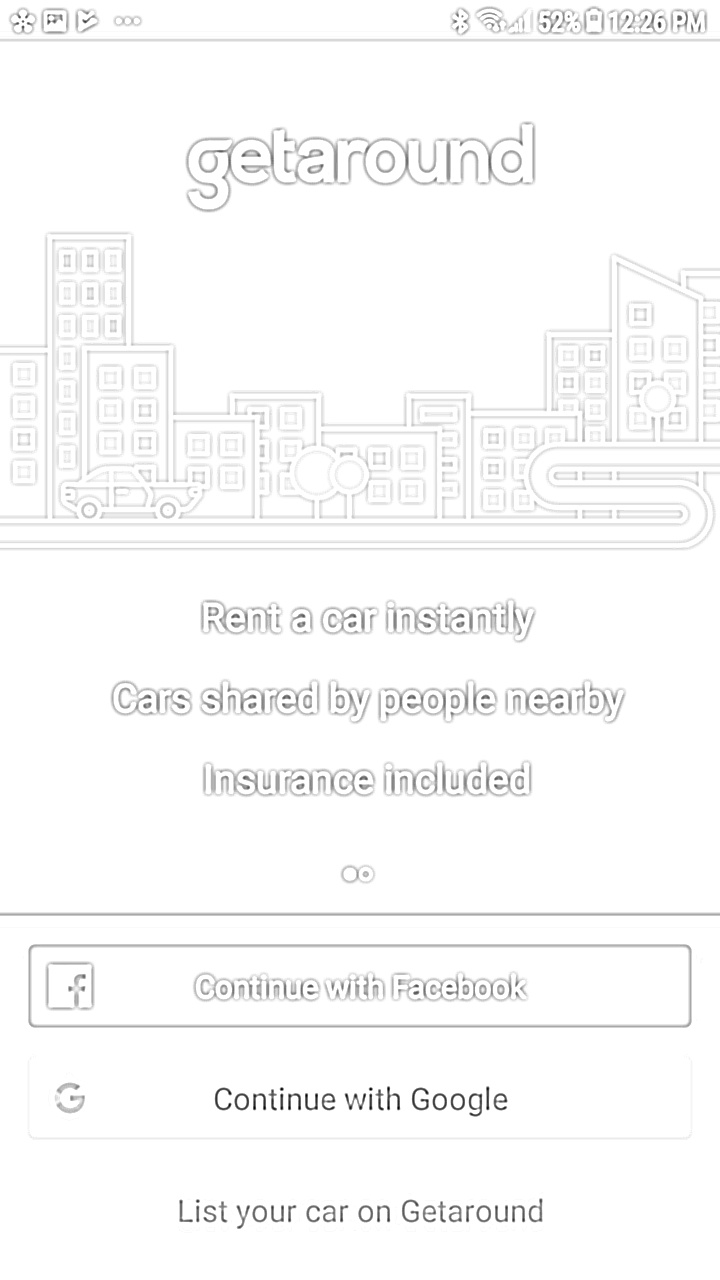 52% 12:26 PM
getaround
Rent a car instantly
Cars shared by people nearby
Insurance included
Continue with Facebook
Continue with Google
List your car on Getaround